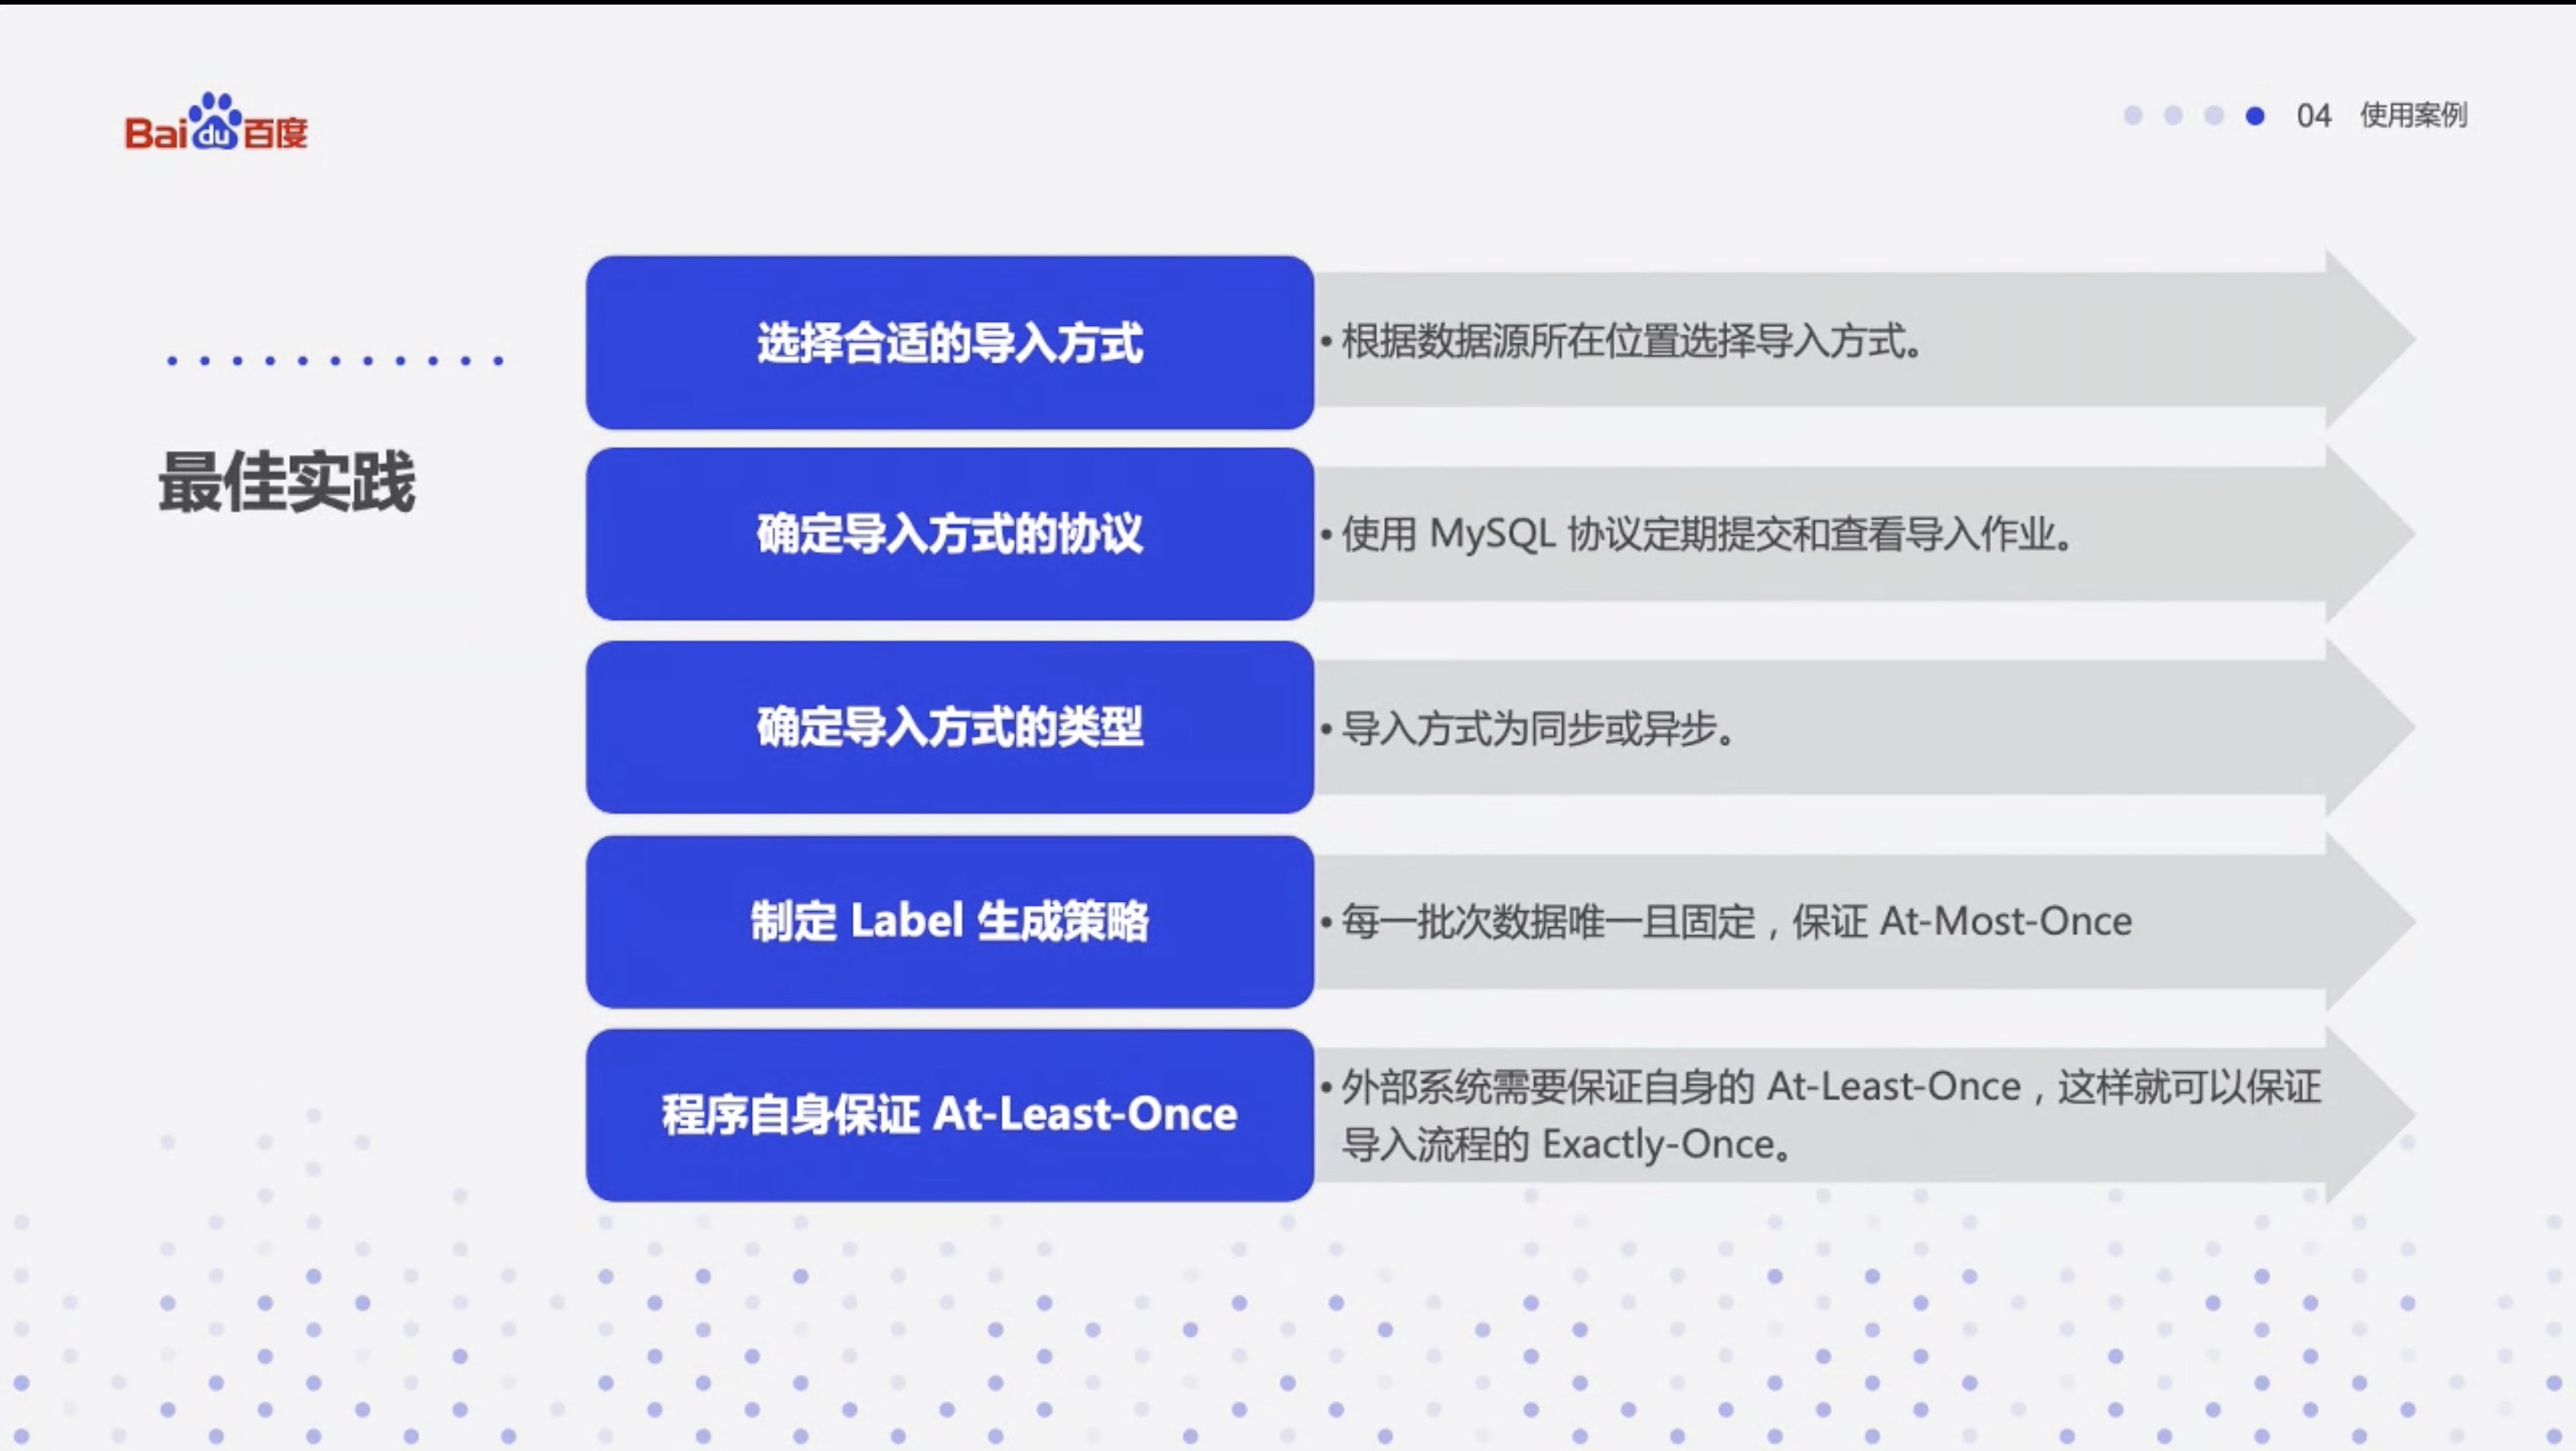 Baidu百度
04 使用案例
最佳实践
选择合适的导入方式
• 根据数据源所在位置选择导入方式。
确定导入方式的协议
• 使用 MySQL 协议定期提交和查看导入作业。
确定导入方式的类型
• 导入方式为同步或异步。
制定 Label 生成策略
• 每一批次数据唯一且固定，保证 At-Most-Once
程序自身保证 At-Least-Once
• 外部系统需要保证自身的 At-Least-Once，这样就可以保证
导入流程的 Exactly-Once。